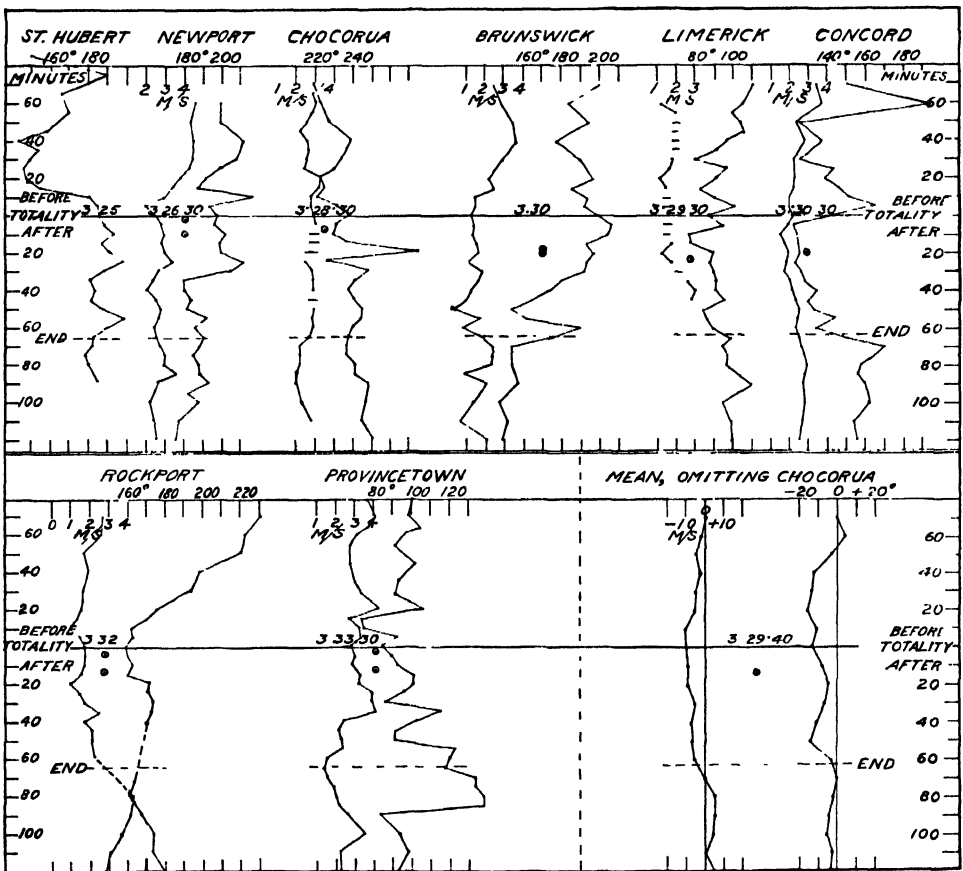 ST. HUBERT NEWPORT CHOCORUA BRUNSWICK LIMERICK CONCORD
160° 180 180° 200 220° 240 160° 180 200 80° 100 140° 160 180
MINUTES 2 3 4 1 2 4 1 2 3 4 1 2 3 1 2 3 4 MINUTES
M/S M/S M/S M S M/S
60 60
40 40
20 20
BEFORE BEFORE
TOTALITY 3 25 3 26 30 3 28 30 3.30 3 29 30 3 30 30 TOTALITY
AFTER AFTER
20 20
40 40
END 60 60 END
80 80
100 100
ROCKPORT PROVINCETOWN MEAN, OMITTING CHOCORUA
160° 180 200 220 80° 100 120 -20 0 +20°
0 1 2 3 4 1 2 3 4 -10 0 +10
M/S M/S M/S
60 60
40 40
20 20
BEFORE BEFORE
TOTALITY 3 32 3 33 30 3 29·40 TOTALITY
AFTER AFTER
20 20
40 40
60 60
END END
80 80
100 100